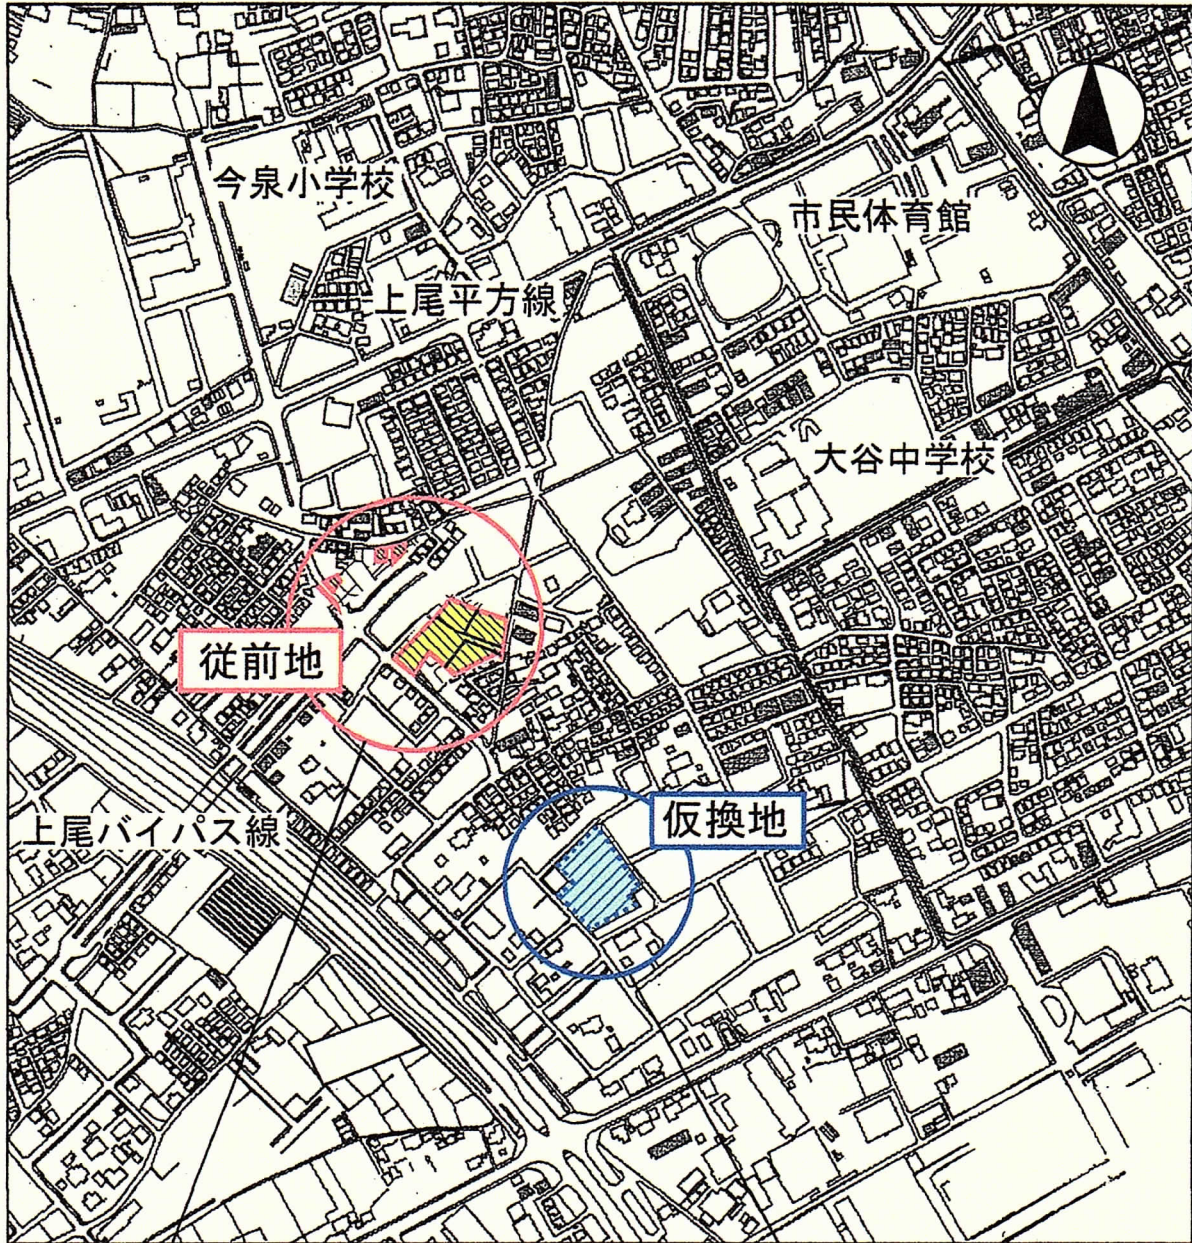 今泉小学校
市民体育館
上尾平方線
大谷中学校
従前地
仮換地
上尾バイパス線